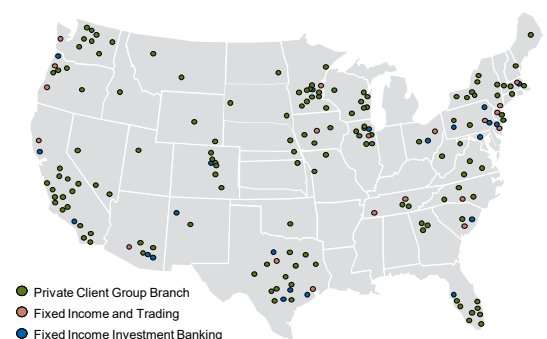 Private Client Group Branch
Fixed Income and Trading
Fixed Income Investment Banking